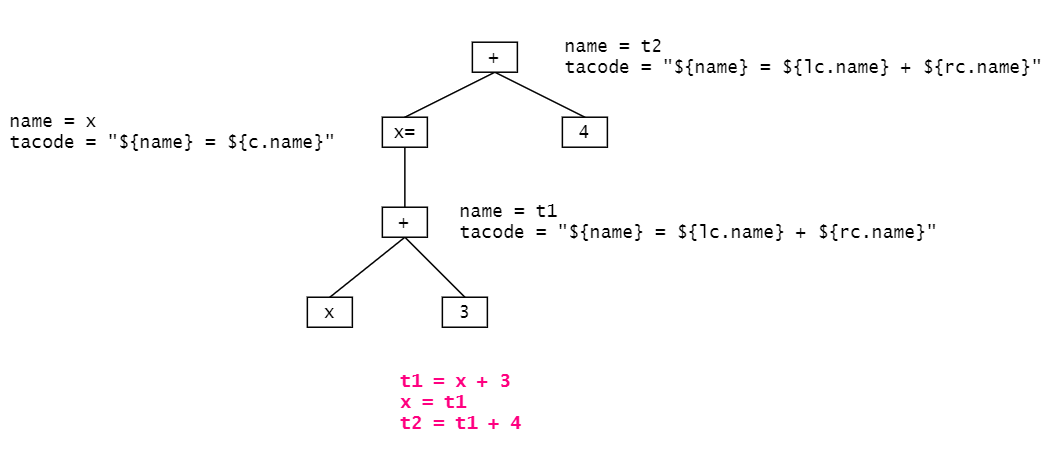 +
name = t2
tacode = "${name} = ${lc.name} + ${rc.name}"
name = x
tacode = "${name} = ${c.name}"
x=
4
+
name = t1
tacode = "${name} = ${lc.name} + ${rc.name}"
x
3
t1 = x + 3
x = t1
t2 = t1 + 4